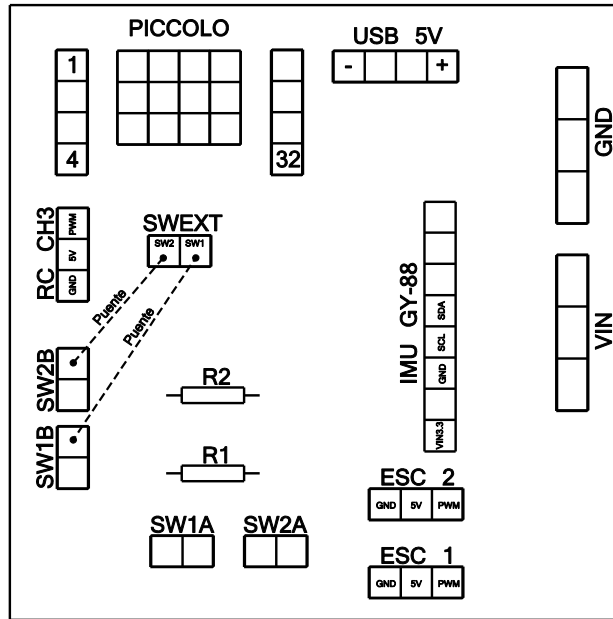 PICCOLO
USB 5V
1
- +
4
32
GND
RC CH3
GND 5V PWM
SWEXT
SW2 SW1
Puente
Puente
IMU GY-88
VIN3.3 GND SCL SDA
VIN
SW2B
SW1B
R2
R1
ESC 2
GND 5V PWM
SW1A SW2A
ESC 1
GND 5V PWM